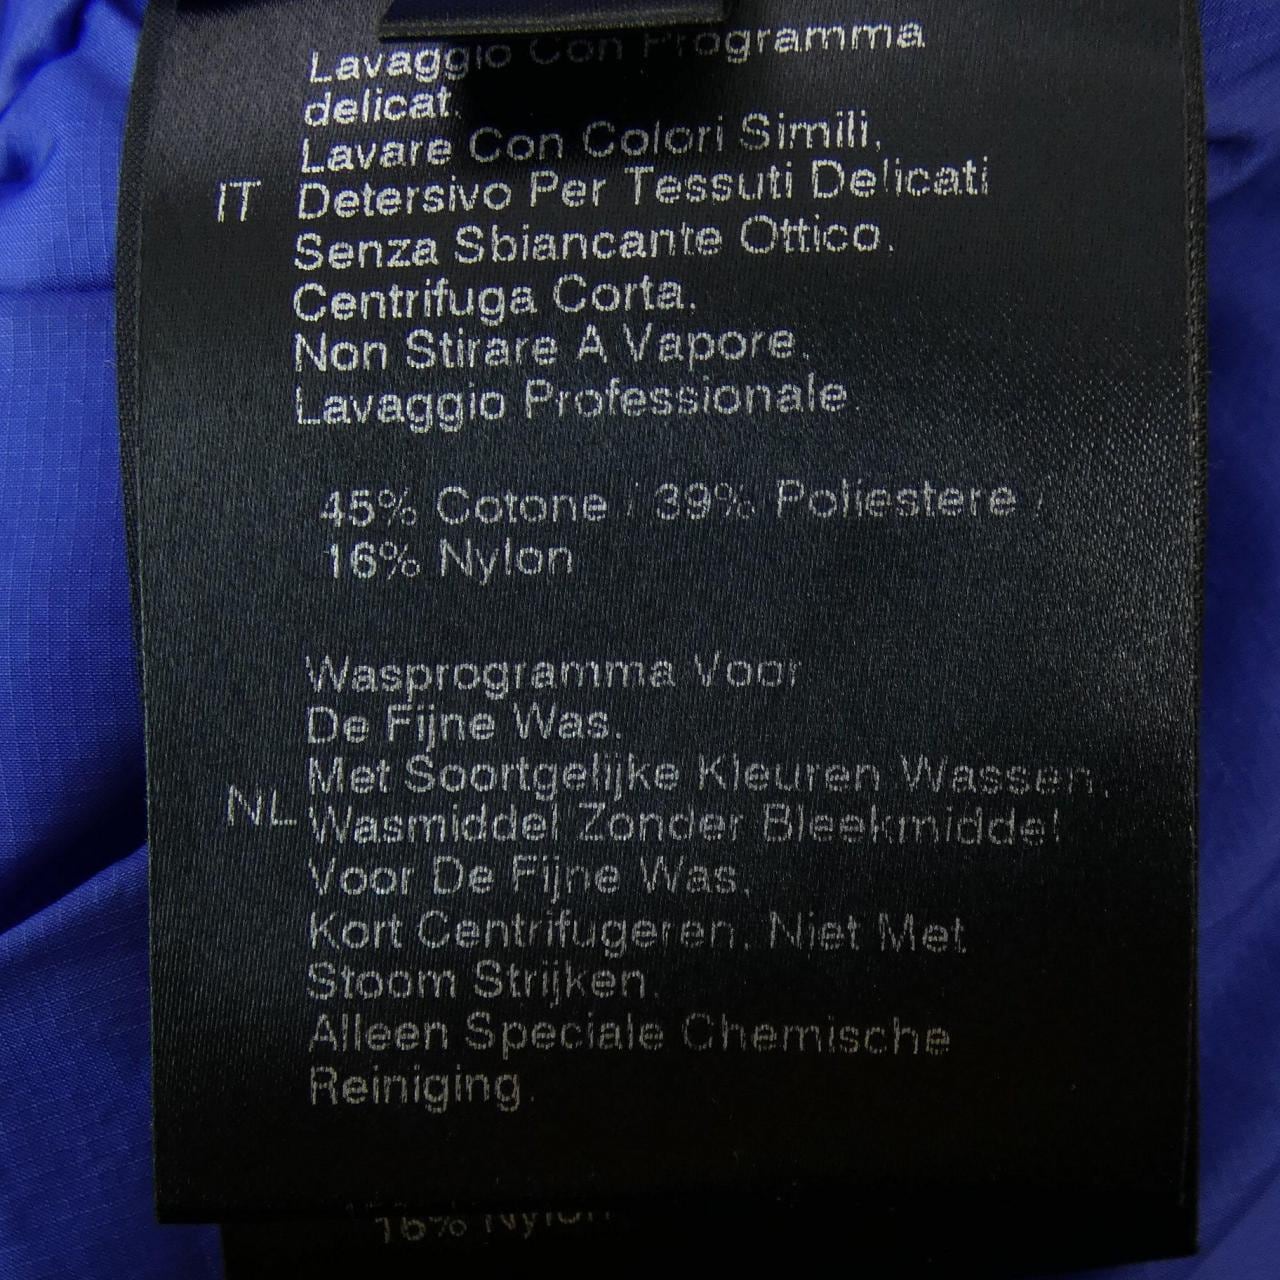 Lavaggio Con Programma
delicat.
Lavare Con Colori Simili,
IT Detersivo Per Tessuti Delicati
Senza Sbiancante Ottico.
Centrifuga Corta.
Non Stirare A Vapore.
Lavaggio Professionale.
45% Cotone / 39% Poliestere /
16% Nylon
Wasprogramma Voor
De Fijne Was.
Met Soortgelijke Kleuren Wassen,
NL Wasmiddel Zonder Bleekmiddel
Voor De Fijne Was.
Kort Centrifugeren. Niet Met
Stoom Strijken.
Alleen Speciale Chemische
Reiniging.
16% Nylon